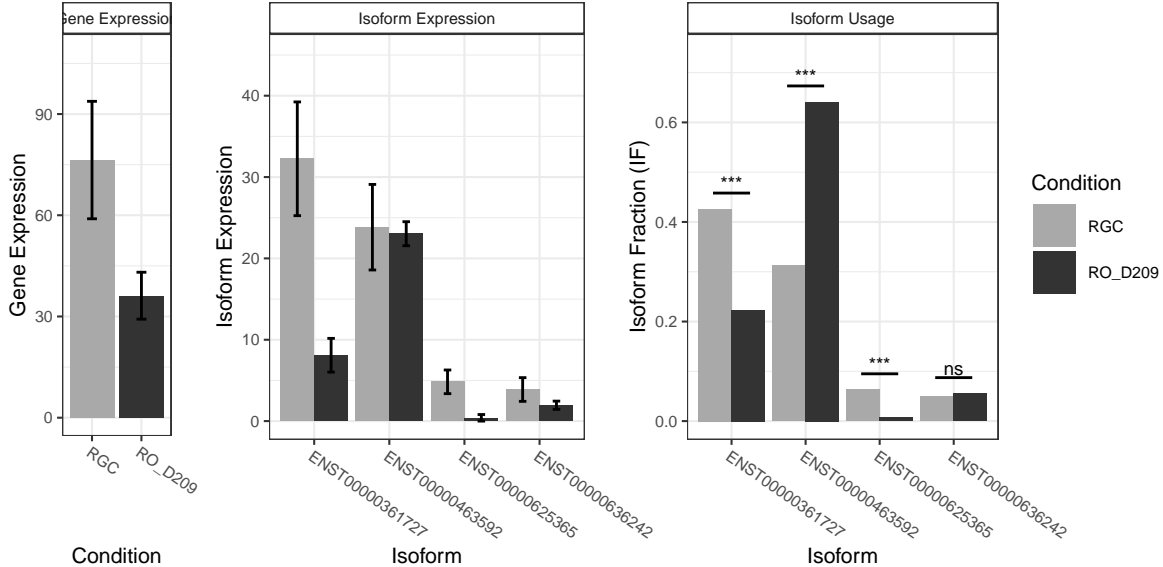 Gene Expression
Isoform Expression
Isoform Usage
Gene Expression
90
60
30
0
RGC
RO_D209
Condition
Isoform Expression
40
30
20
10
0
ENST00000361727
ENST00000463592
ENST00000625365
ENST00000636242
Isoform
Isoform Fraction (IF)
0.6
0.4
0.2
0.0
***
***
***
ns
ENST00000361727
ENST00000463592
ENST00000625365
ENST00000636242
Isoform
Condition
RGC
RO_D209